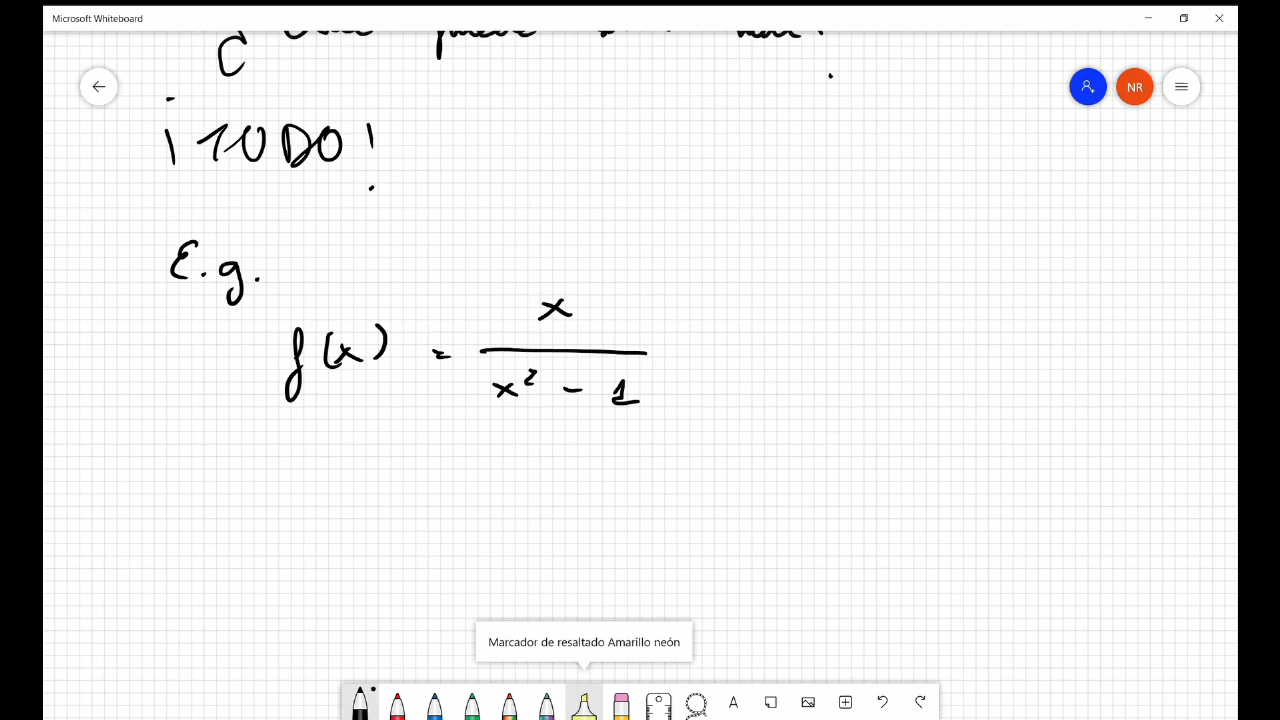 Microsoft Whiteboard
NR
¡TODO!
E.g.
f(x) = x / (x² - 1)
Marcador de resaltado Amarillo neón
A